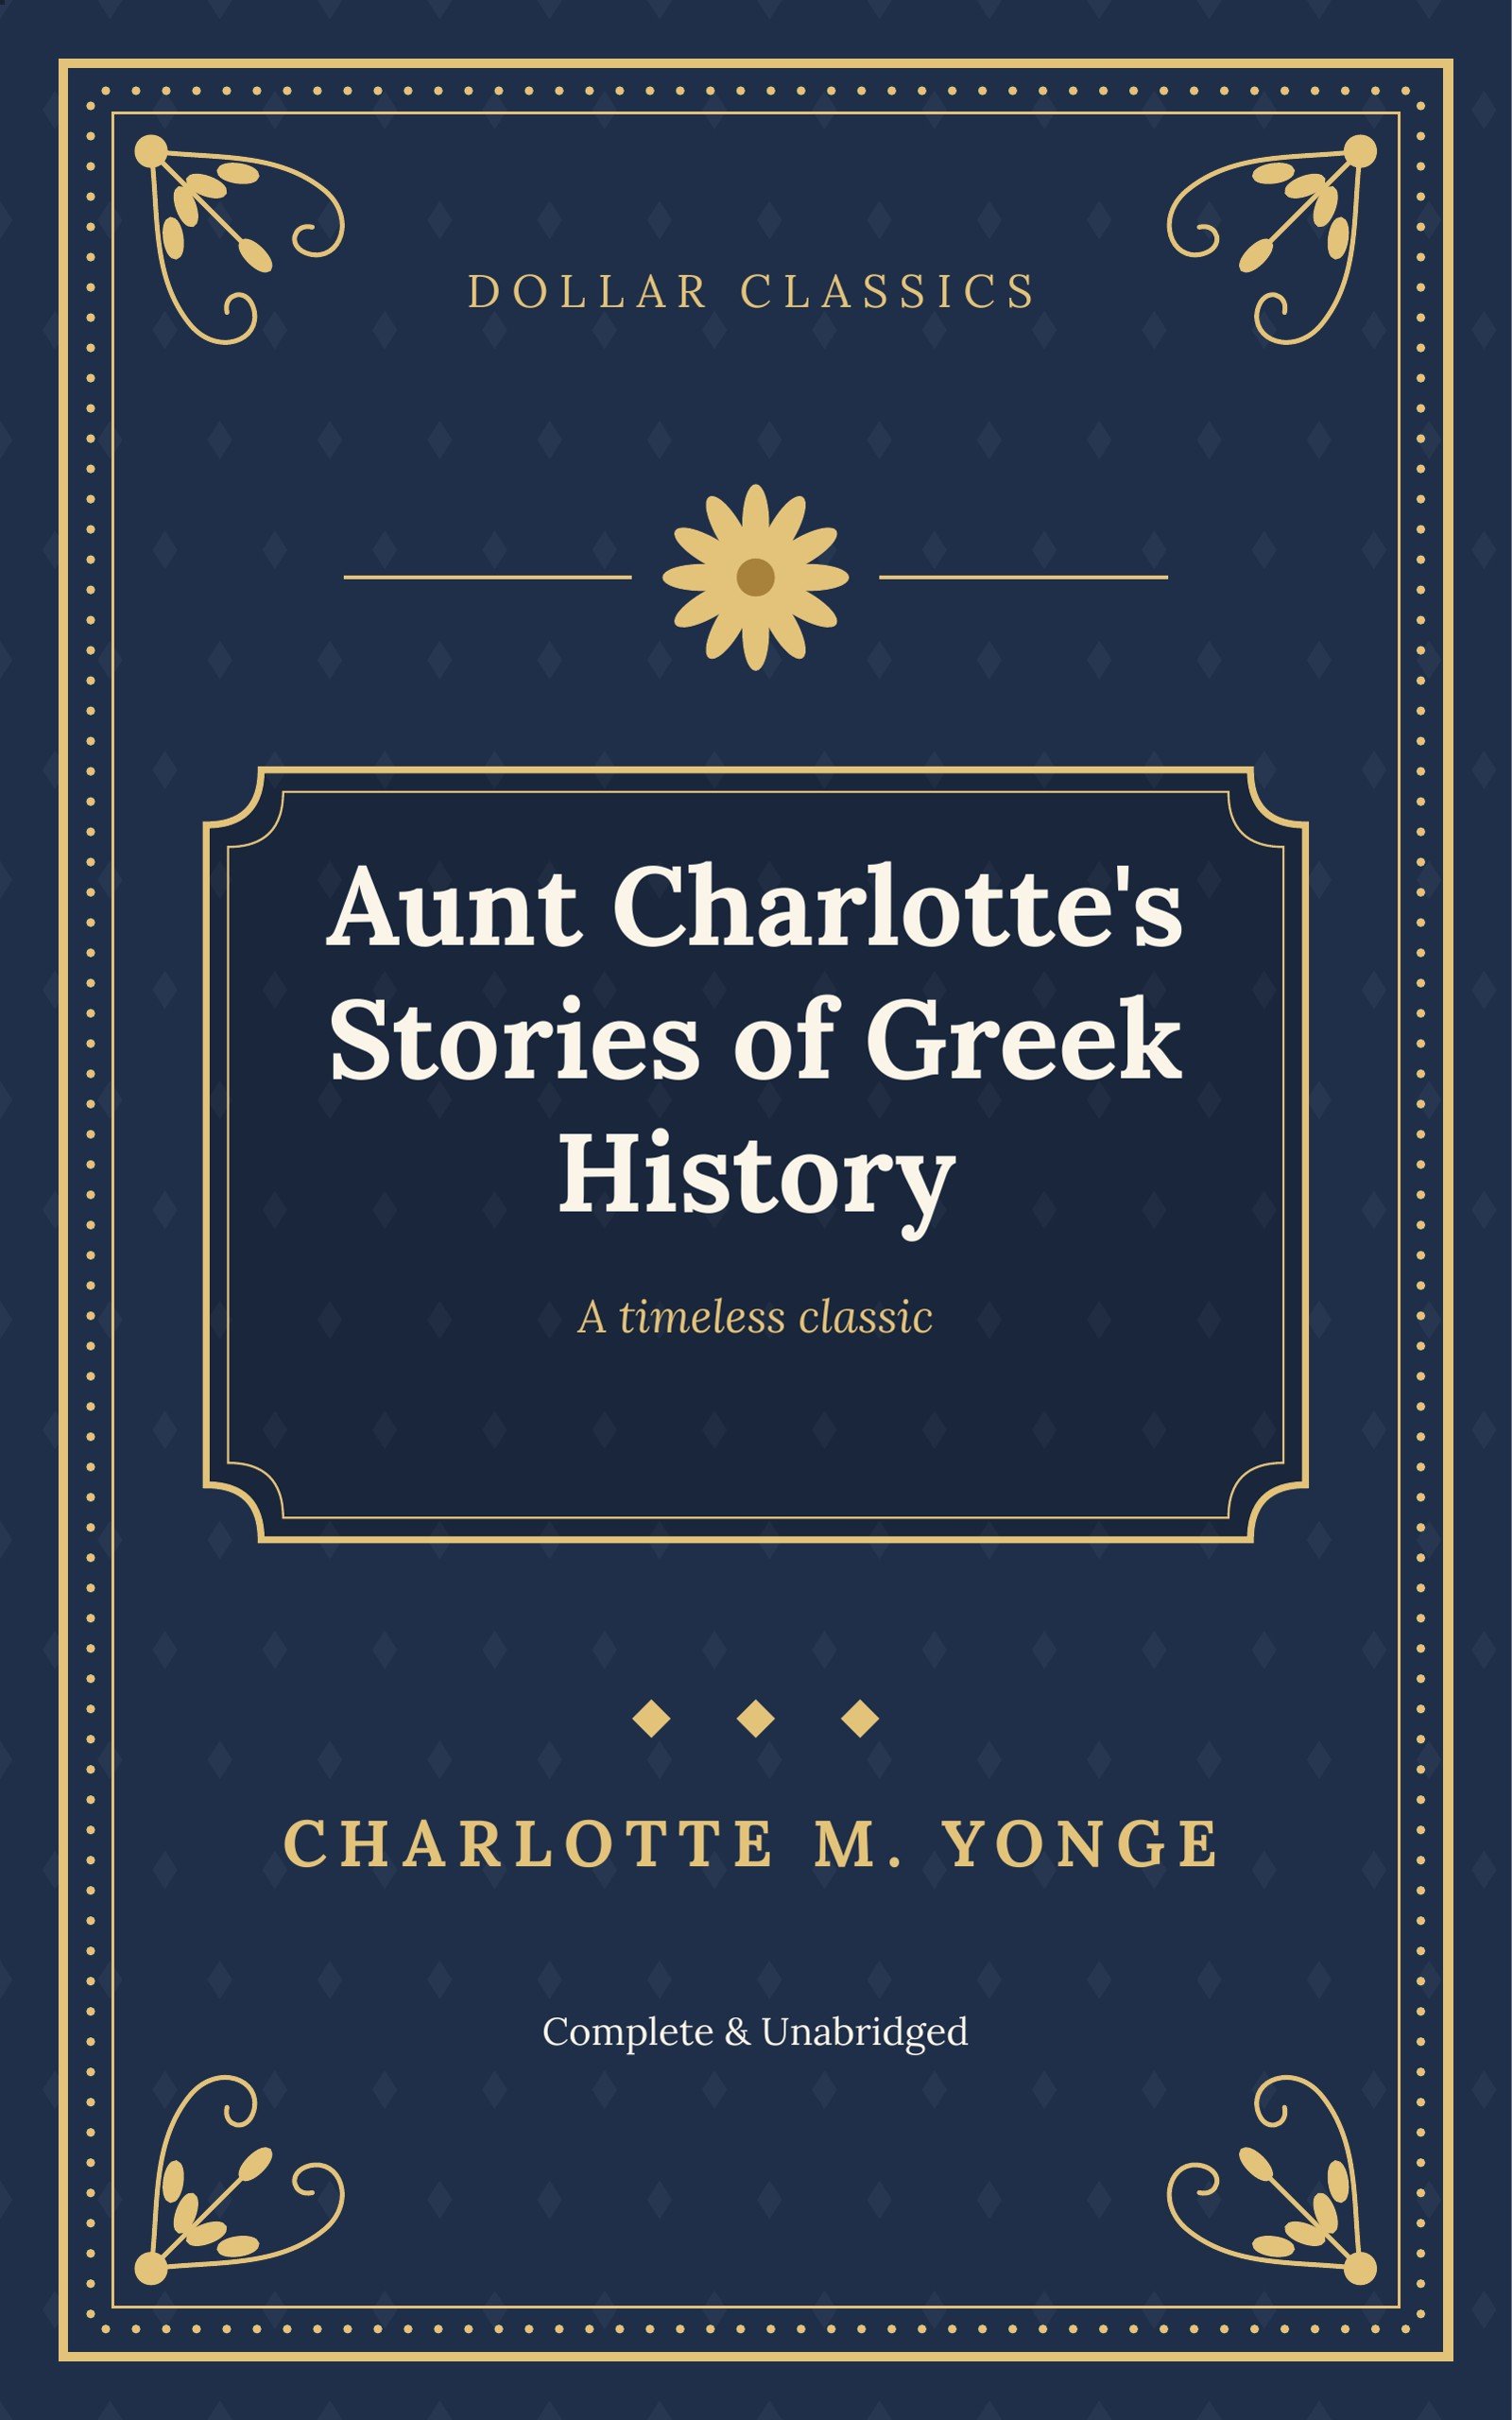 DOLLAR CLASSICS
Aunt Charlotte's
Stories of Greek
History
A timeless classic
CHARLOTTE M. YONGE
Complete & Unabridged